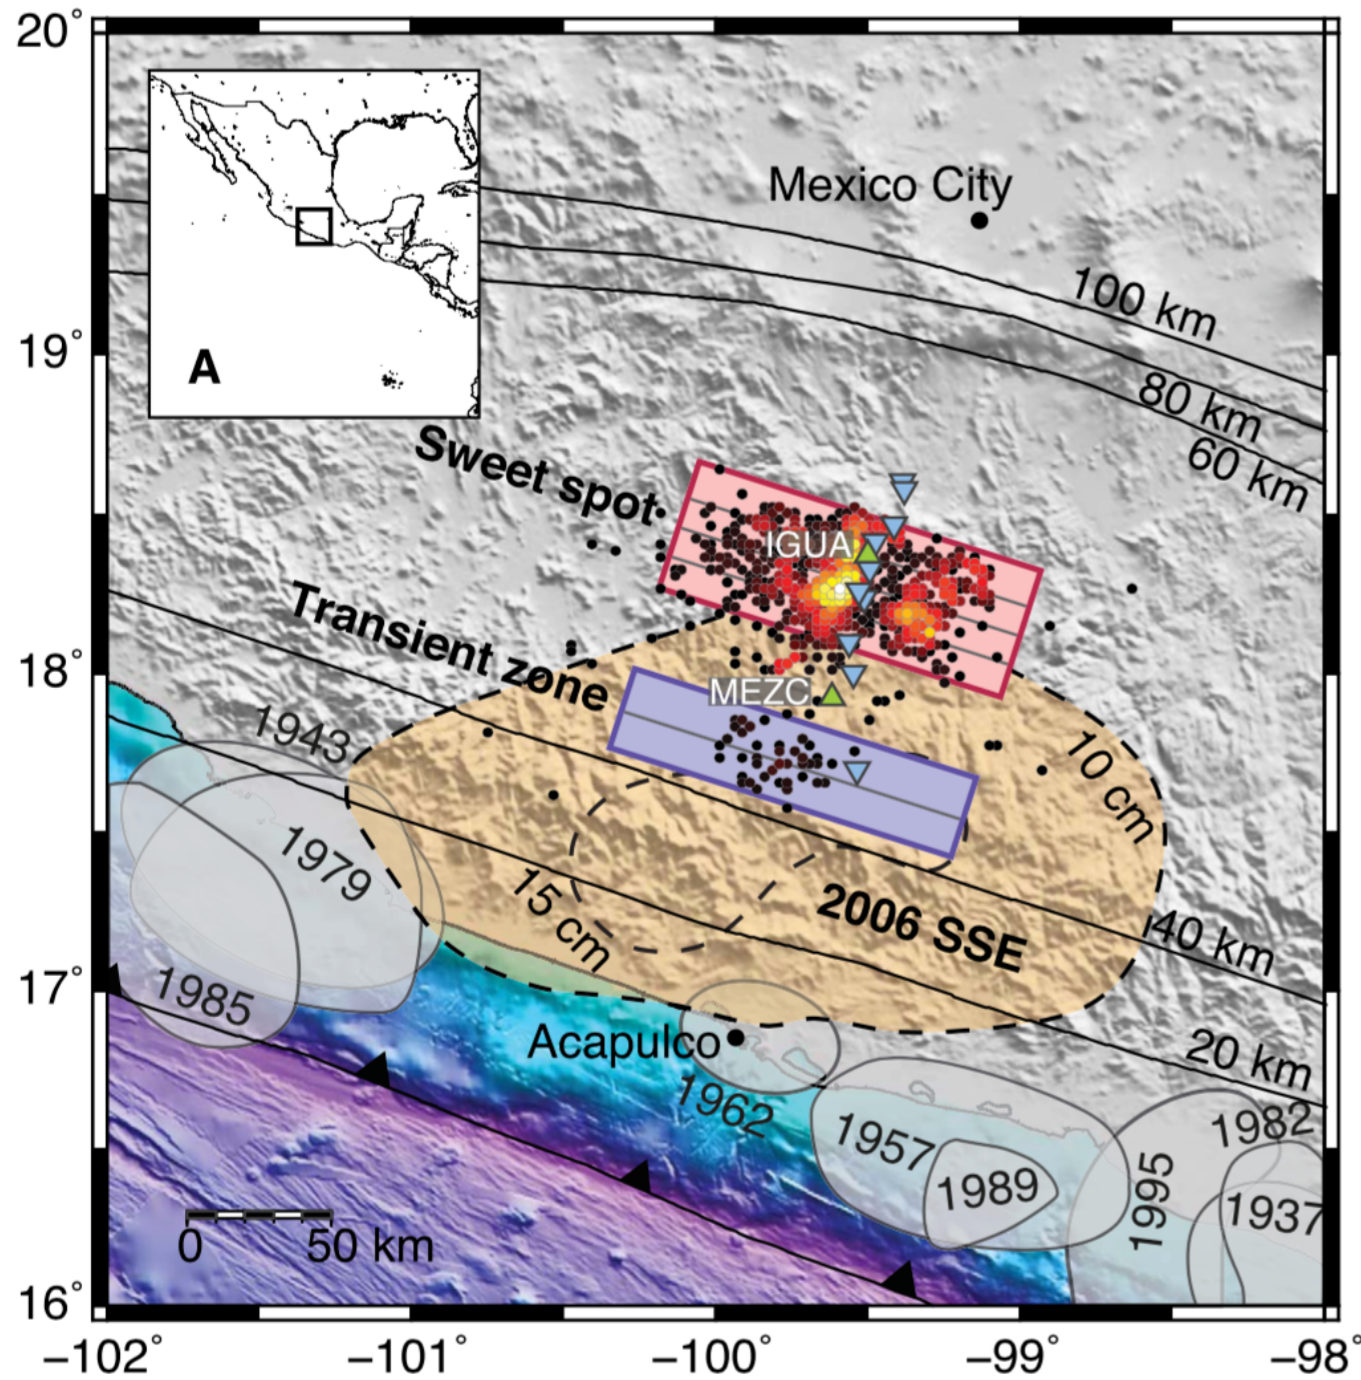 20°
Mexico City
100 km
A
19°
80 km
60 km
Sweet spot
IGUA
Transient zone
18°
MEZC
1943
10 cm
1979
15 cm
2006 SSE
40 km
17°
1985
Acapulco
20 km
1962
1982
1957
1989
1995
1937
0 50 km
16°
−102° −101° −100° −99° −98°